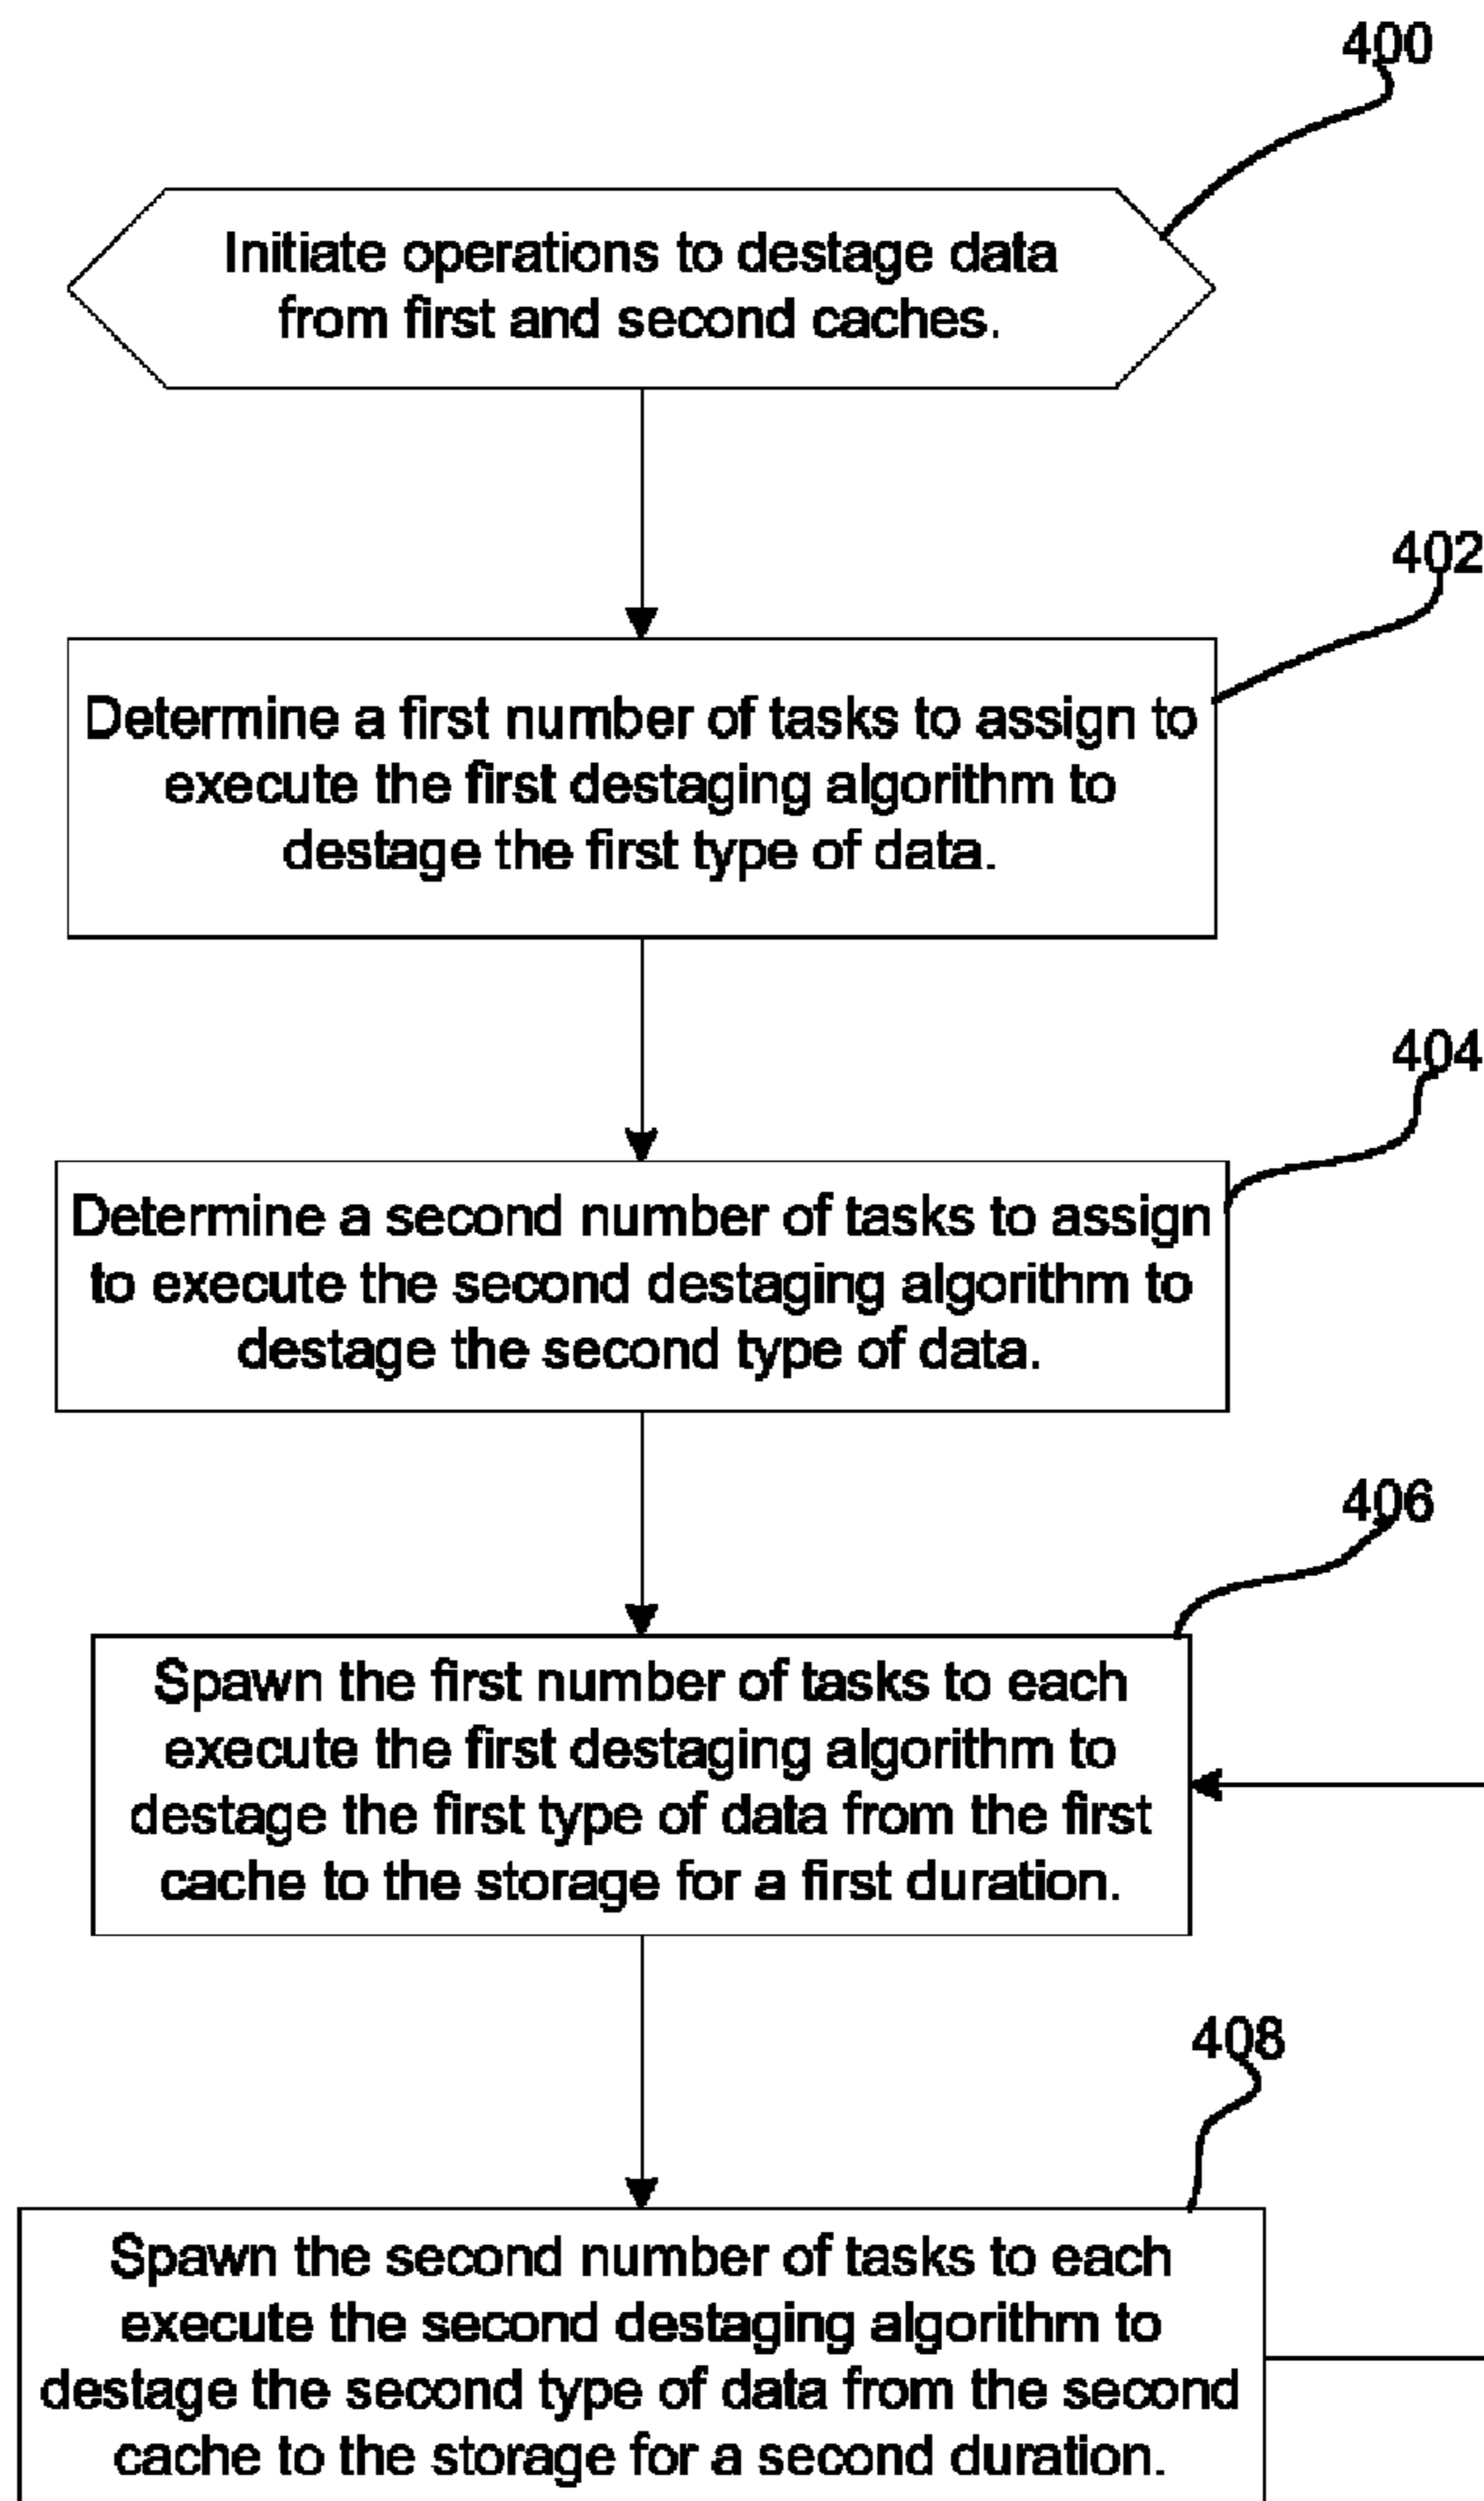 400
Initiate operations to destage data
from first and second caches.
402
Determine a first number of tasks to assign to
execute the first destaging algorithm to
destage the first type of data.
404
Determine a second number of tasks to assign
to execute the second destaging algorithm to
destage the second type of data.
406
Spawn the first number of tasks to each
execute the first destaging algorithm to
destage the first type of data from the first
cache to the storage for a first duration.
408
Spawn the second number of tasks to each
execute the second destaging algorithm to
destage the second type of data from the second
cache to the storage for a second duration.